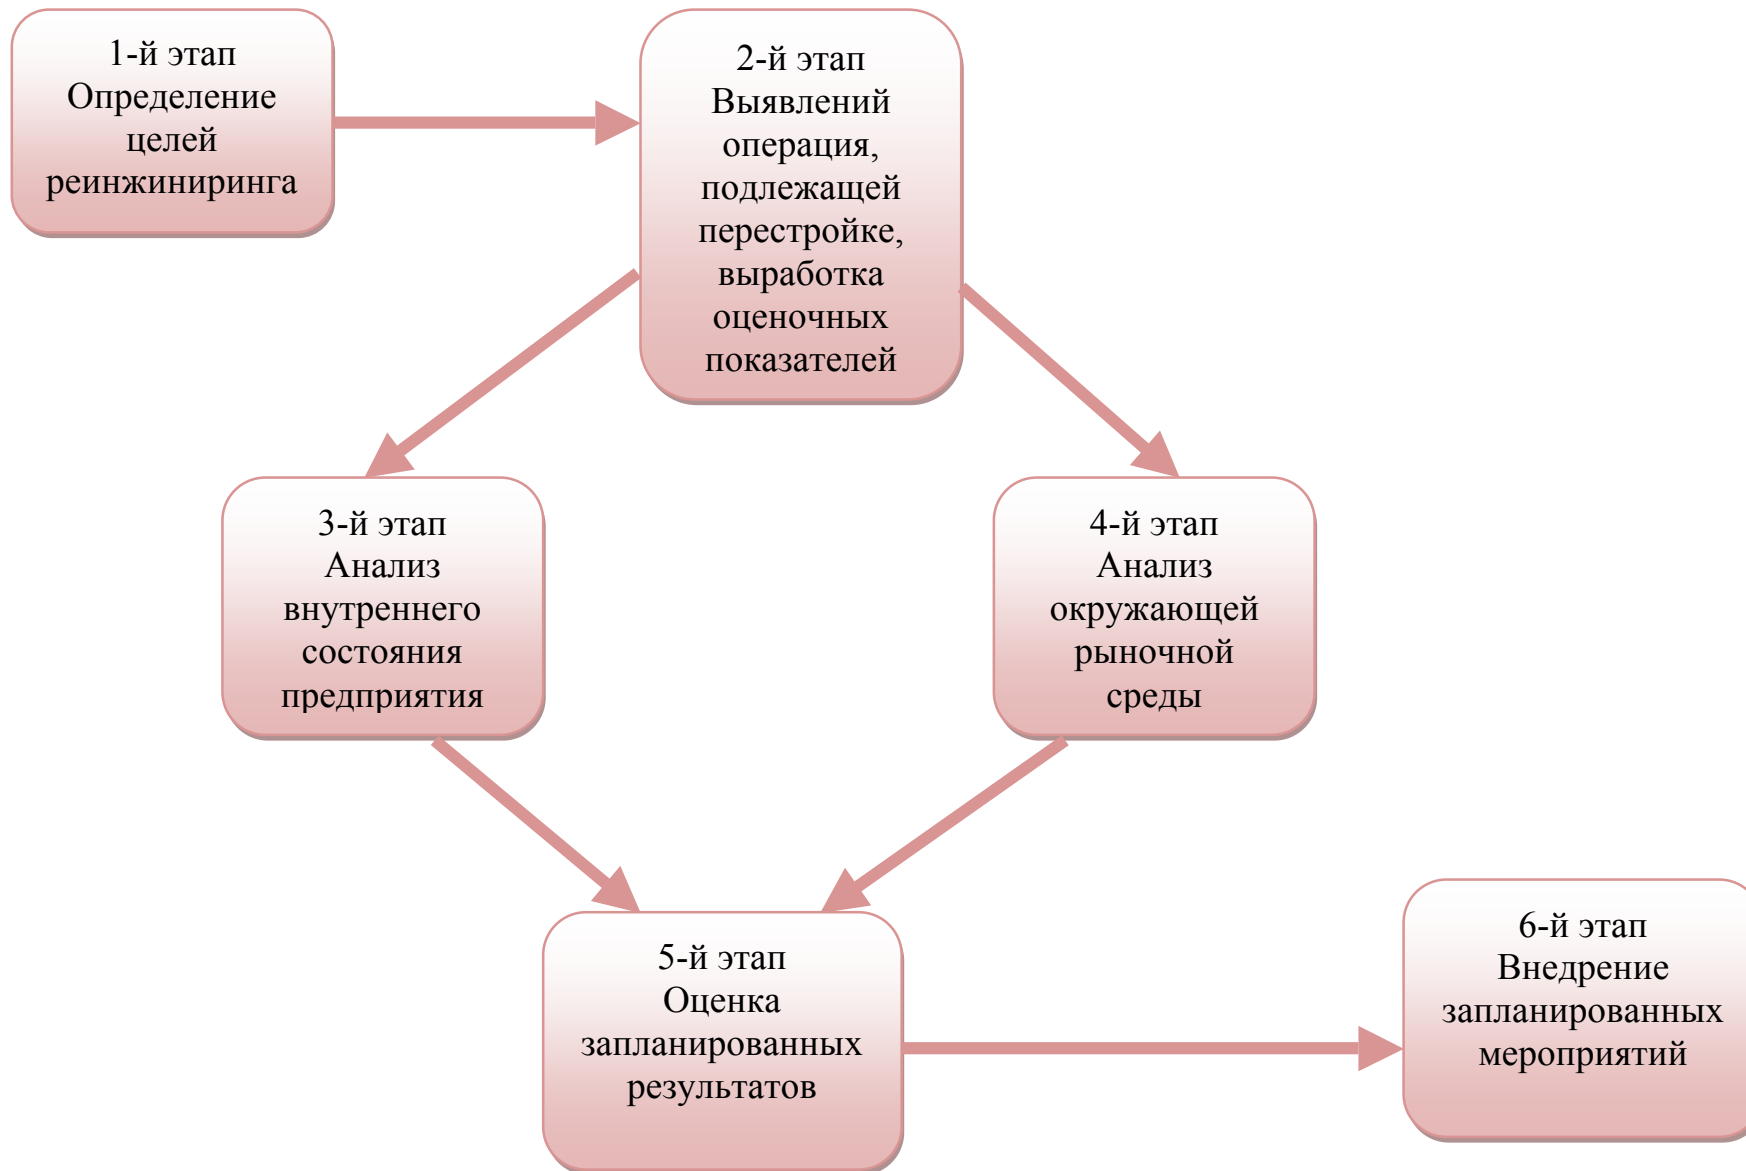 1-й этап
Определение
целей
реинжиниринга
2-й этап
Выявлений
операция,
подлежащей
перестройке,
выработка
оценочных
показателей
3-й этап
Анализ
внутреннего
состояния
предприятия
4-й этап
Анализ
окружающей
рыночной
среды
5-й этап
Оценка
запланированных
результатов
6-й этап
Внедрение
запланированных
мероприятий